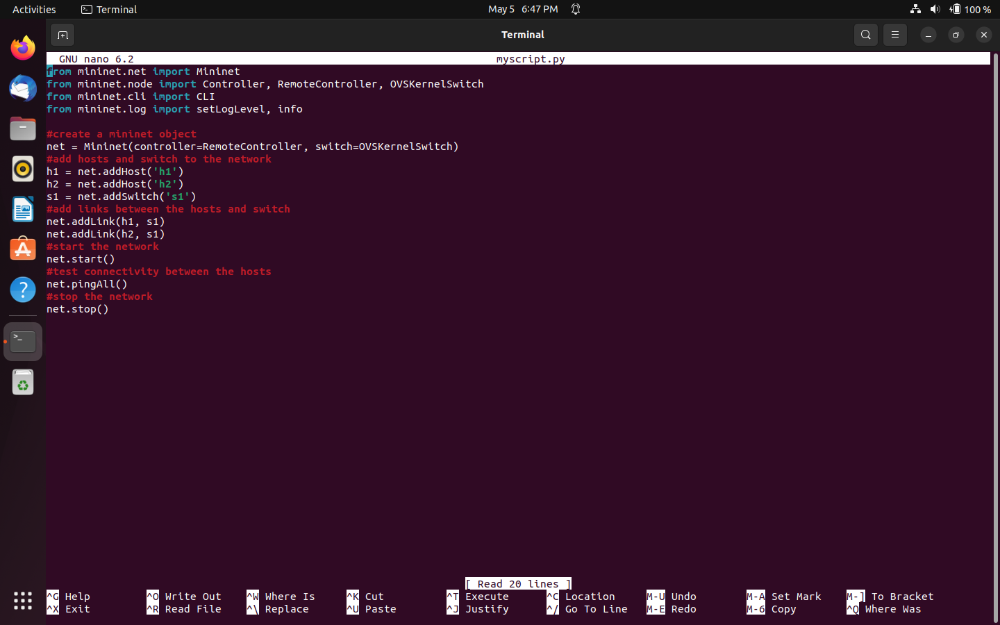 Activities Terminal May 5 6:47 PM 100 %
Terminal
GNU nano 6.2 myscript.py
from mininet.net import Mininet
from mininet.node import Controller, RemoteController, OVSKernelSwitch
from mininet.cli import CLI
from mininet.log import setLogLevel, info
#create a mininet object
net = Mininet(controller=RemoteController, switch=OVSKernelSwitch)
#add hosts and switch to the network
h1 = net.addHost('h1')
h2 = net.addHost('h2')
s1 = net.addSwitch('s1')
#add links between the hosts and switch
net.addLink(h1, s1)
net.addLink(h2, s1)
#start the network
net.start()
#test connectivity between the hosts
net.pingAll()
#stop the network
net.stop()
[ Read 20 lines ]
^G Help ^O Write Out ^W Where Is ^K Cut ^T Execute ^C Location M-U Undo M-A Set Mark M-] To Bracket
^X Exit ^R Read File ^\ Replace ^U Paste ^J Justify ^/ Go To Line M-E Redo M-6 Copy ^Q Where Was